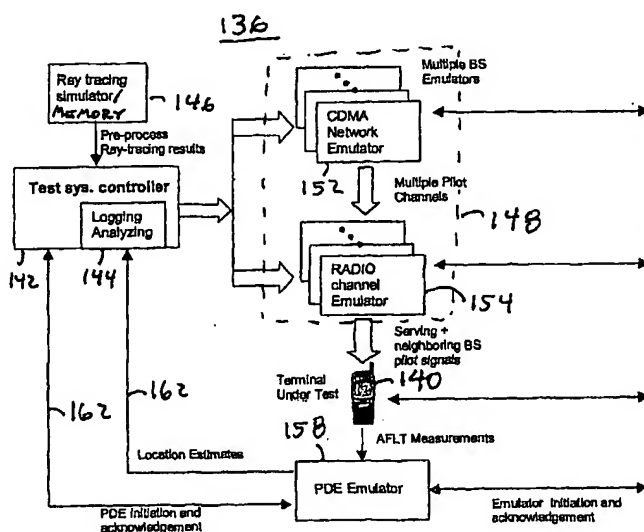 136
Ray tracing
simulator/
MEMORY
146
Pre-process
Ray-tracing results
Test sys. controller
Logging
Analyzing
142
144
Multiple BS
Emulators
CDMA
Network
Emulator
152
Multiple Pilot
Channels
148
RADIO
channel
Emulator
154
Serving +
neighboring BS
pilot signals
Terminal
Under Test
140
162
162
158
AFLT Measurements
Location Estimates
PDE Emulator
PDE Initiation and
acknowledgement
Emulator Initiation and
acknowledgement